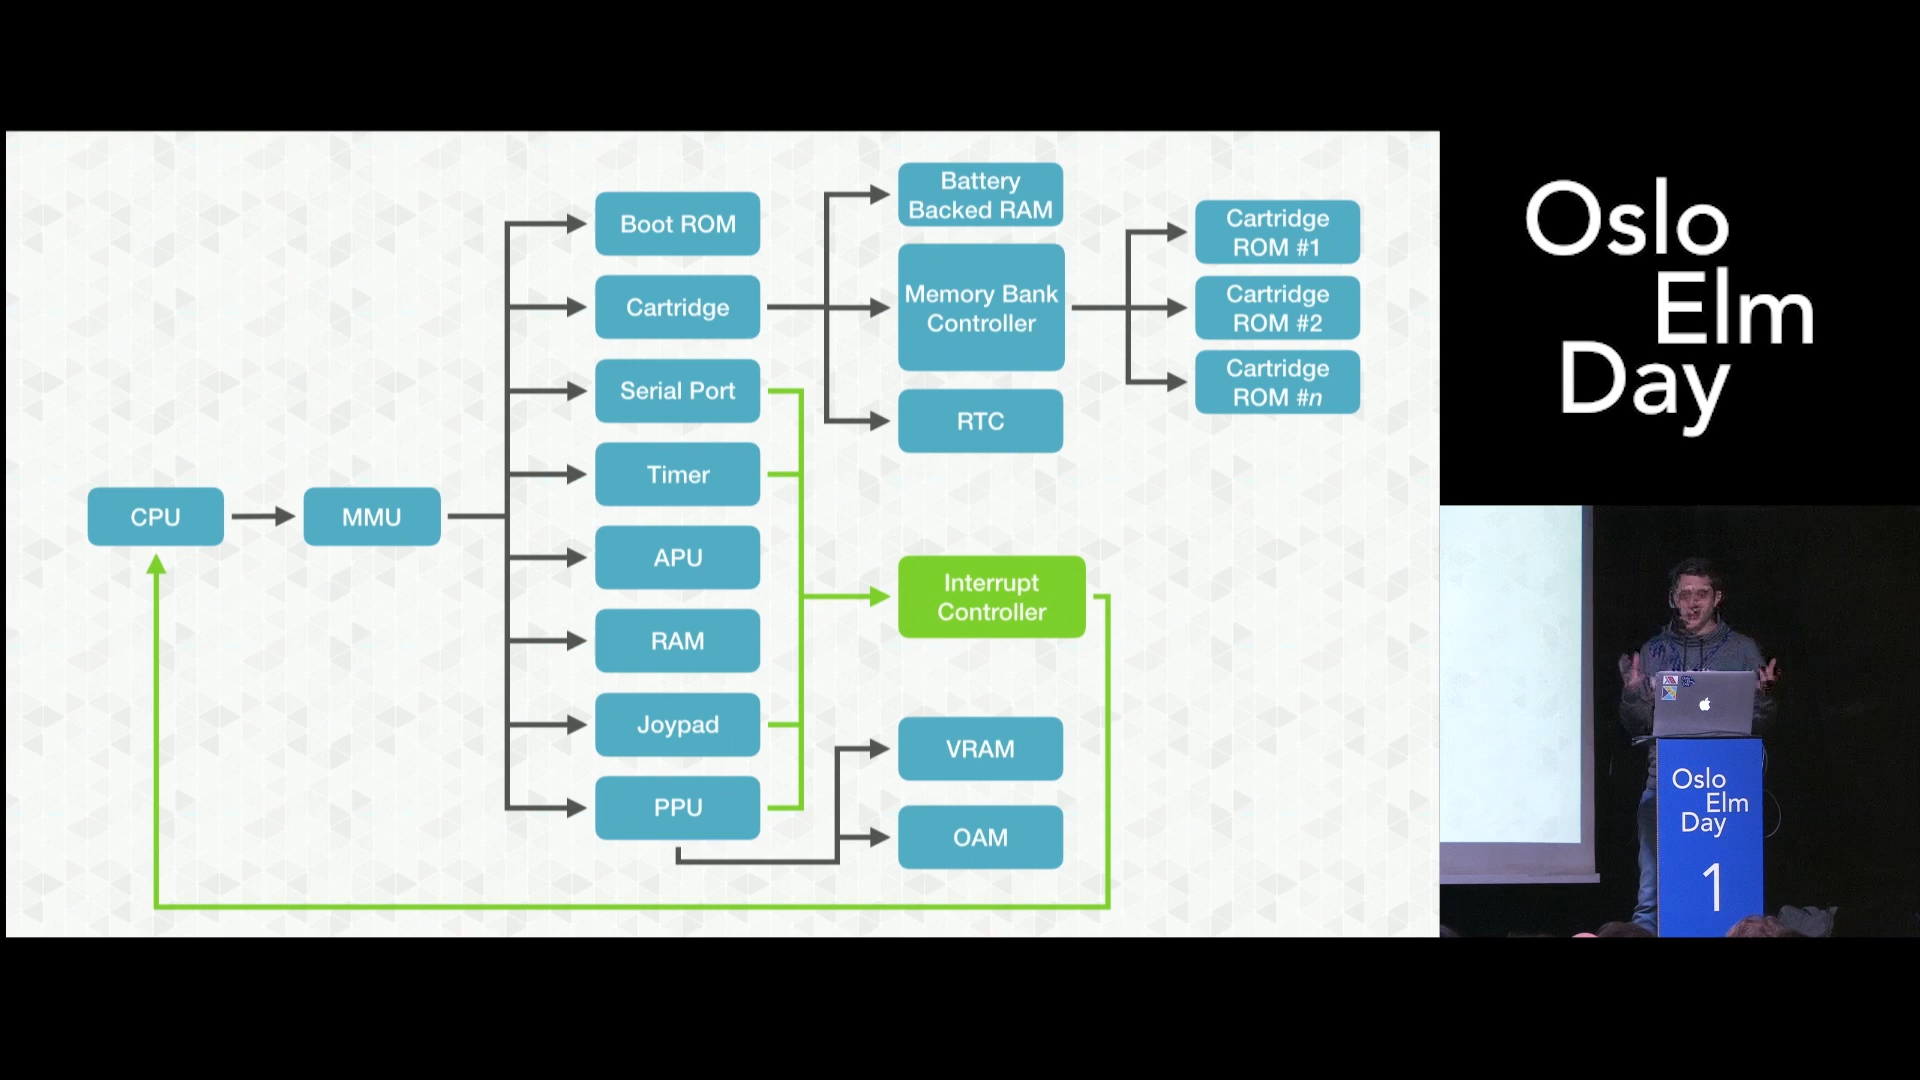 Battery
Backed RAM
Boot ROM
Cartridge
ROM #1
Cartridge
Memory Bank
Controller
Cartridge
ROM #2
Serial Port
Cartridge
ROM #n
RTC
Timer
CPU
MMU
APU
Interrupt
Controller
RAM
Joypad
VRAM
PPU
OAM
Oslo
Elm
Day
Oslo
Elm
Day
1